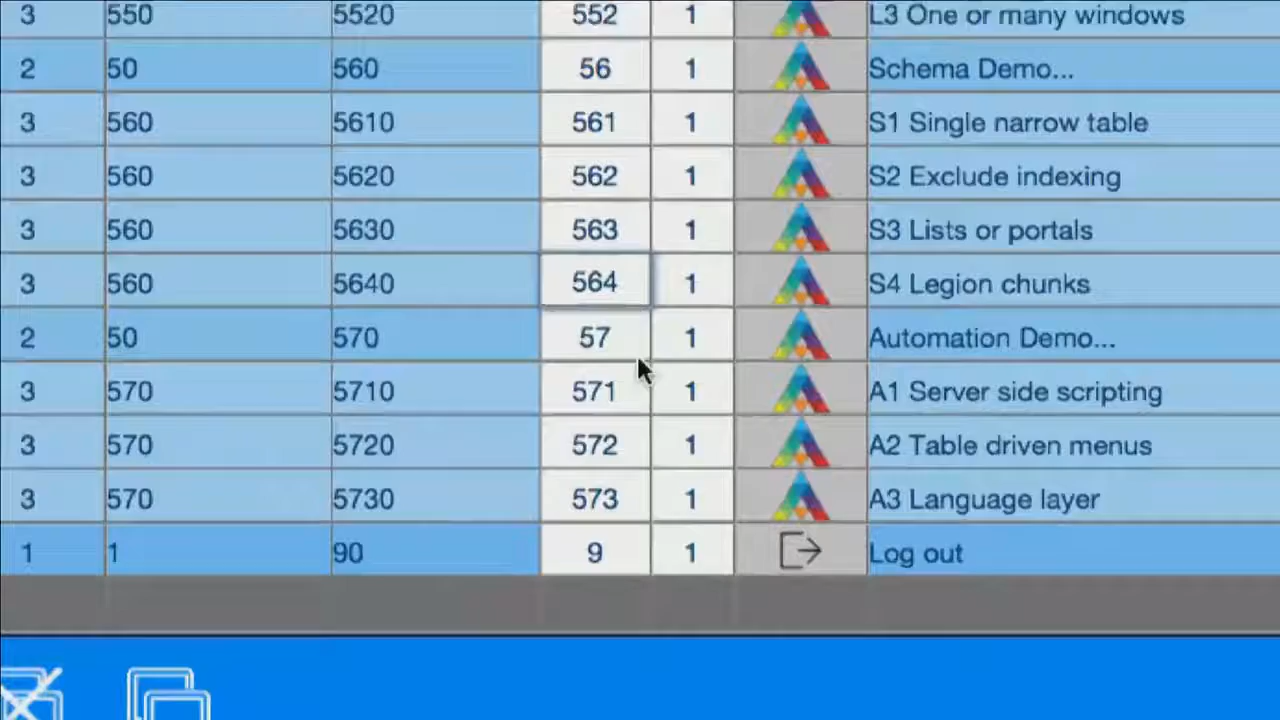 3 550 5520 552 1 L3 One or many windows
2 50 560 56 1 Schema Demo...
3 560 5610 561 1 S1 Single narrow table
3 560 5620 562 1 S2 Exclude indexing
3 560 5630 563 1 S3 Lists or portals
3 560 5640 564 1 S4 Legion chunks
2 50 570 57 1 Automation Demo...
3 570 5710 571 1 A1 Server side scripting
3 570 5720 572 1 A2 Table driven menus
3 570 5730 573 1 A3 Language layer
1 1 90 9 1 Log out